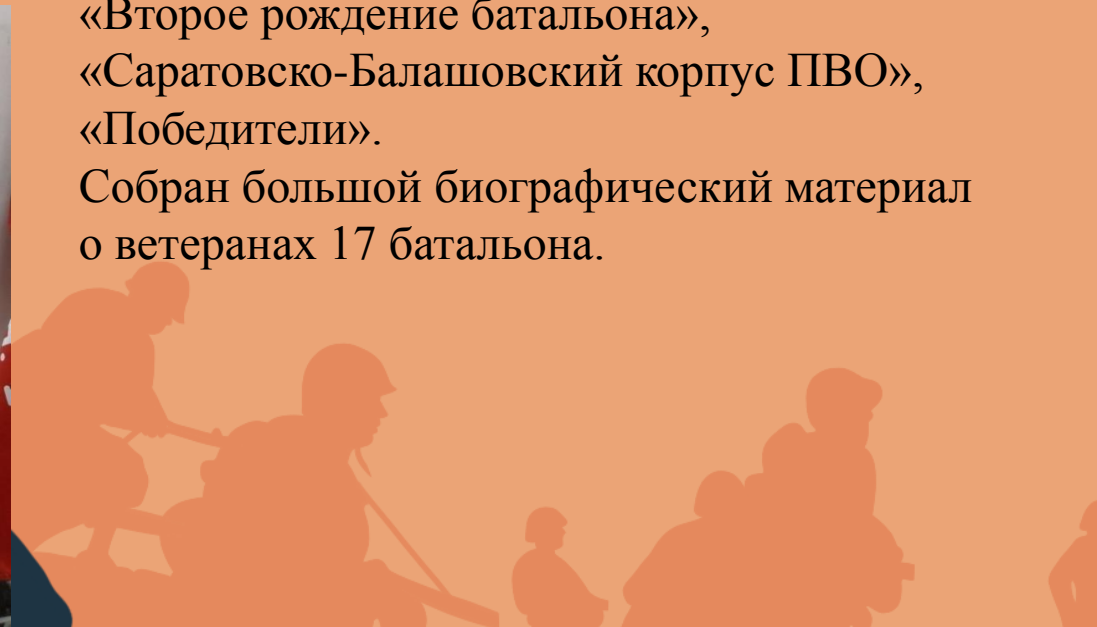 «Второе рождение батальона»,
«Саратовско-Балашовский корпус ПВО»,
«Победители».
Собран большой биографический материал
о ветеранах 17 батальона.